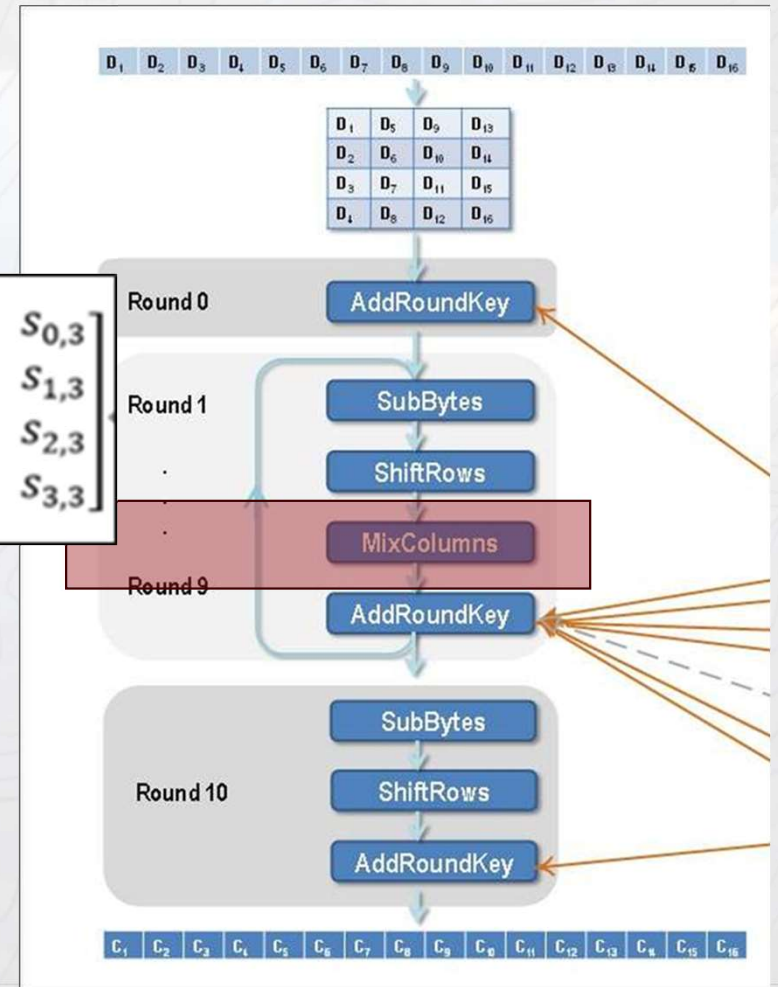 D₁ D₂ D₃ D₄ D₅ D₆ D₇ D₈ D₉ D₁₀ D₁₁ D₁₂ D₁₃ D₁₄ D₁₅ D₁₆
D₁ D₅ D₉ D₁₃
D₂ D₆ D₁₀ D₁₄
D₃ D₇ D₁₁ D₁₅
D₄ D₈ D₁₂ D₁₆
Round 0
AddRoundKey
S₀,₃]
S₁,₃
S₂,₃
S₃,₃
Round 1
.
.
.
Round 9
SubBytes
ShiftRows
MixColumns
AddRoundKey
Round 10
SubBytes
ShiftRows
AddRoundKey
C₁ C₂ C₃ C₄ C₅ C₆ C₇ C₈ C₉ C₁₀ C₁₁ C₁₂ C₁₃ C₁₄ C₁₅ C₁₆